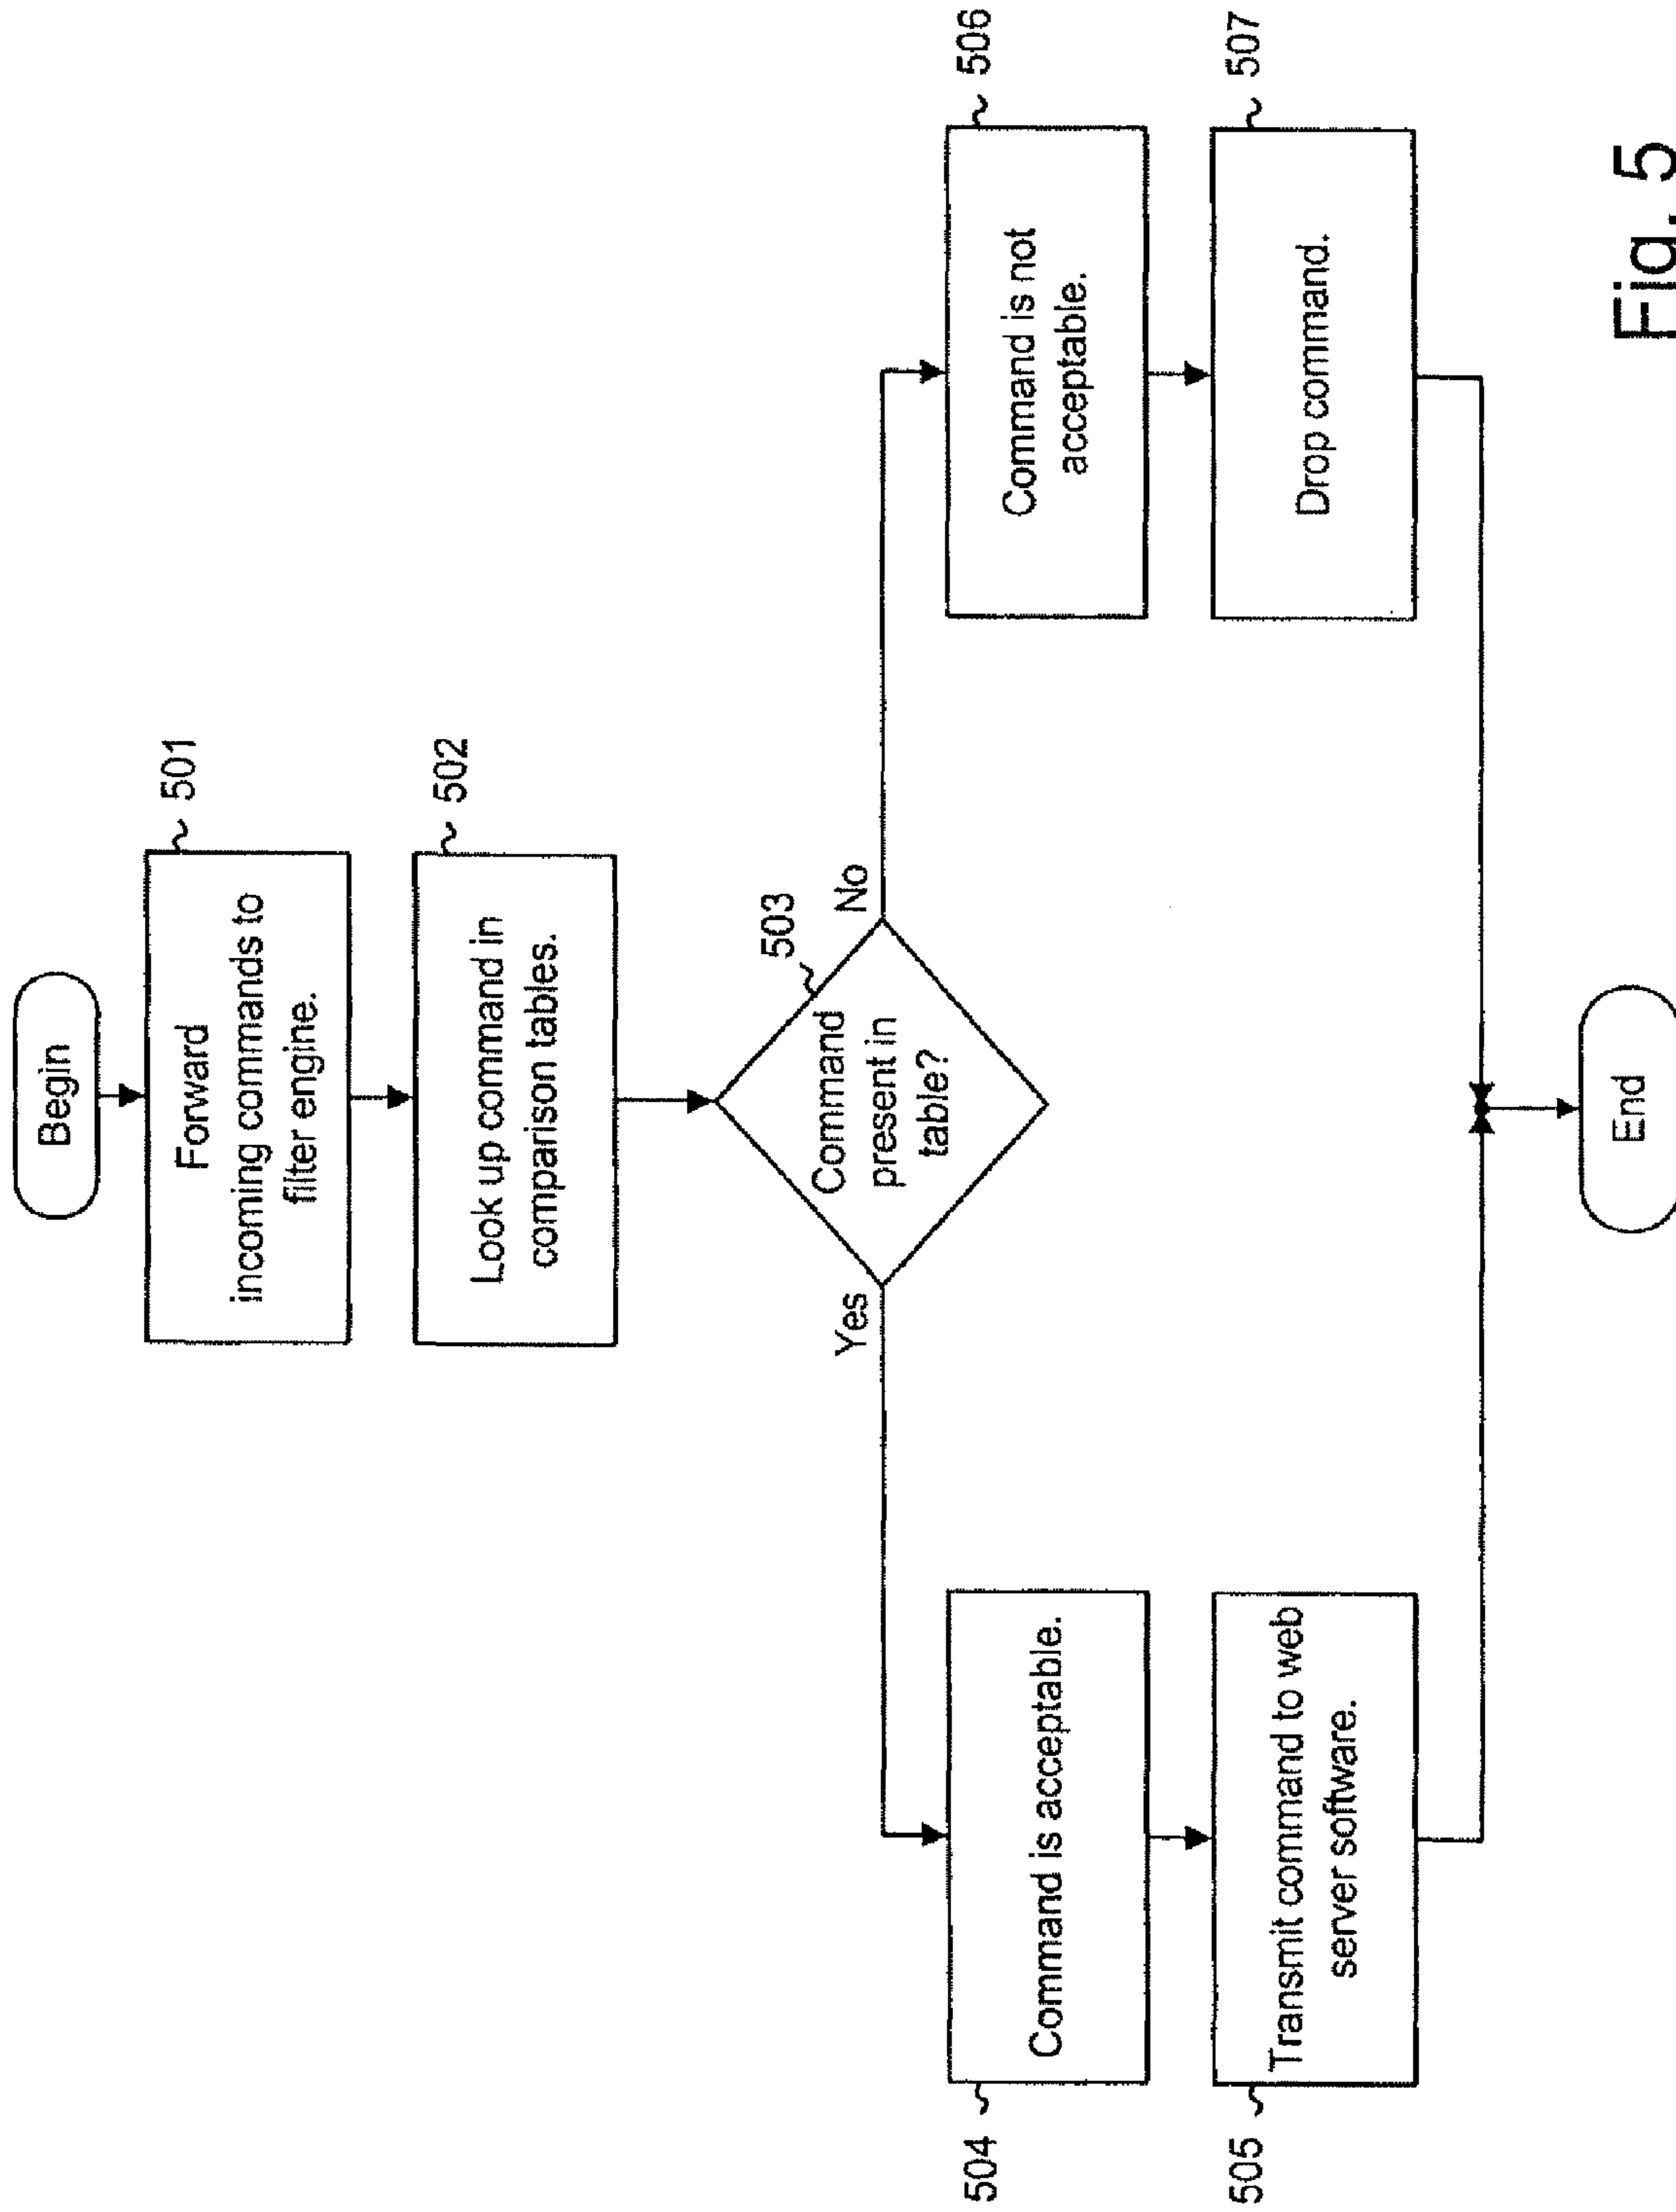 Begin
501
Forward
incoming commands to
filter engine.
502
Look up command in
comparison tables.
503
Command
present in
table?
Yes
No
504
Command is acceptable.
505
Transmit command to web
server software.
506
Command is not
acceptable.
507
Drop command.
End
Fig. 5